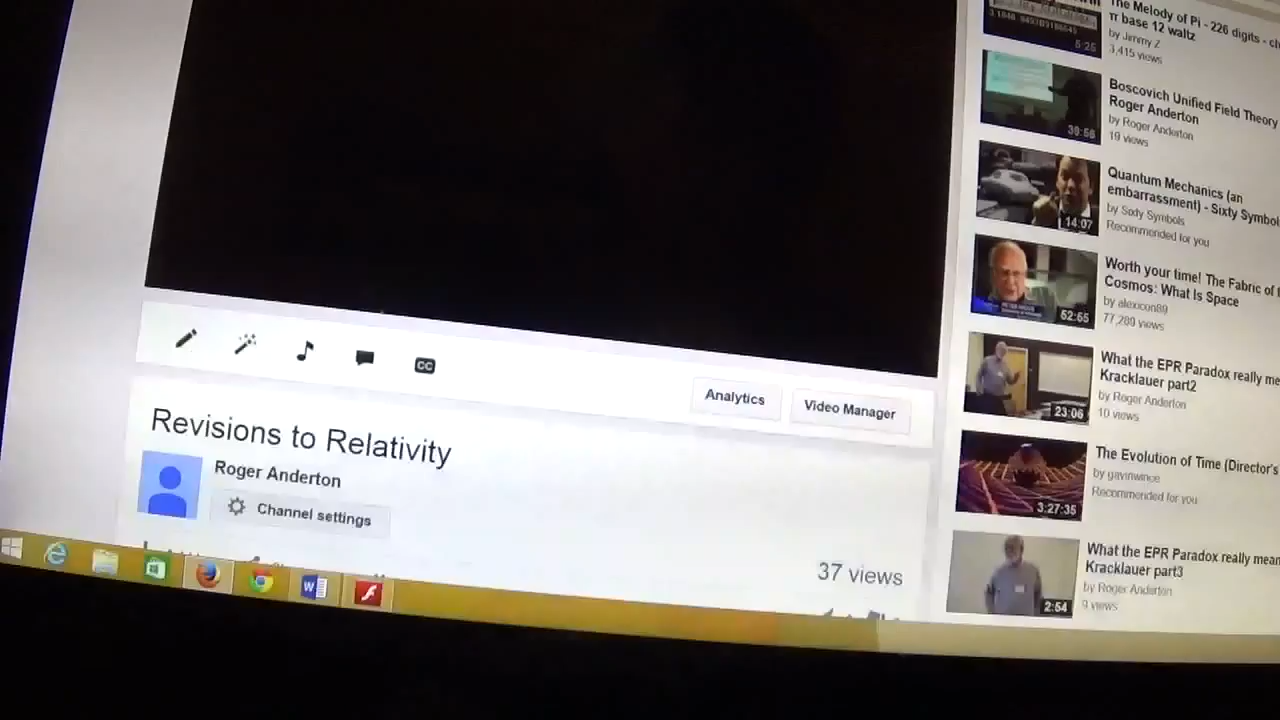 Analytics
Video Manager
Revisions to Relativity
Roger Anderton
Channel settings
37 views
CC
The Melody of Pi - 226 digits -
π base 12 waltz
by Jimmy Z
3,415 views
5:25
Boscovich Unified Field Theory
Roger Anderton
by Roger Anderton
19 views
39:56
Quantum Mechanics (an
embarrassment) - Sixty Symbol
by Sixty Symbols
Recommended for you
14:07
Worth your time! The Fabric of
Cosmos: What Is Space
by alexicon89
77,280 views
52:55
What the EPR Paradox really me
Kracklauer part2
by Roger Anderton
10 views
23:06
The Evolution of Time (Director's
by gavinwince
Recommended for you
3:27:35
What the EPR Paradox really mean
Kracklauer part3
by Roger Anderton
9 views
2:54